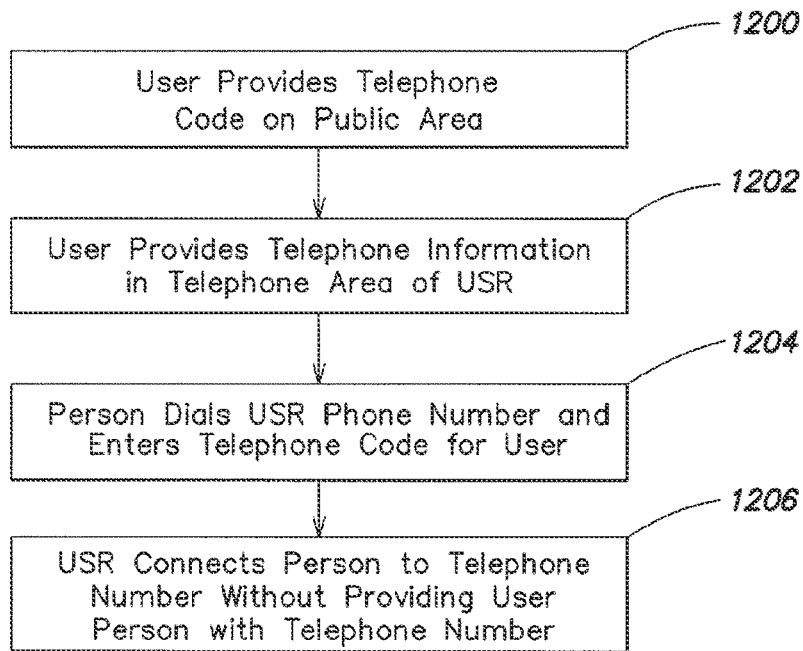 1200
User Provides Telephone
Code on Public Area
1202
User Provides Telephone Information
in Telephone Area of USR
1204
Person Dials USR Phone Number and
Enters Telephone Code for User
1206
USR Connects Person to Telephone
Number Without Providing User
Person with Telephone Number